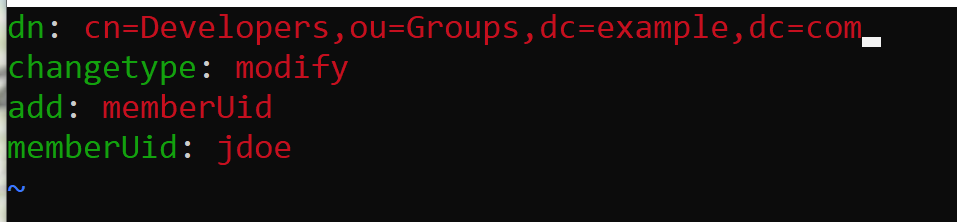 dn: cn=Developers,ou=Groups,dc=example,dc=com
changetype: modify
add: memberUid
memberUid: jdoe
~